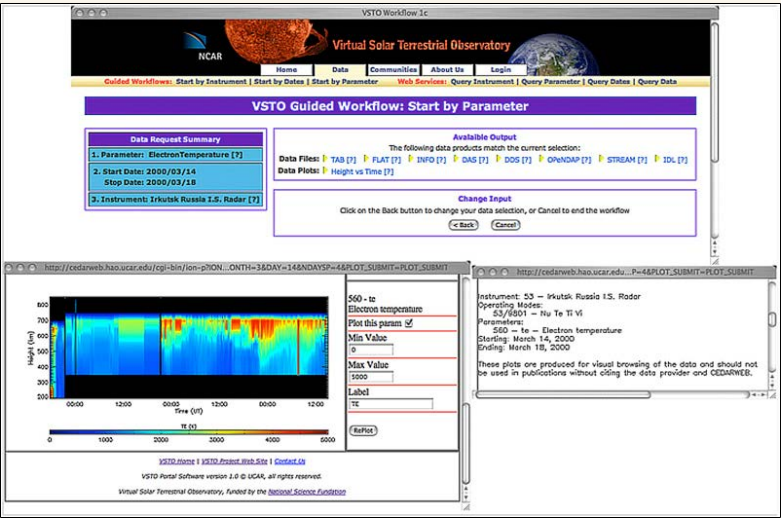 VSTO Workflow 1c
NCAR
Virtual Solar Terrestrial Observatory
Home Data Communities About Us Login
Guided Workflows: Start by Instrument | Start by Dates | Start by Parameter Web Services: Query Instrument | Query Parameter | Query Dates | Query Data
VSTO Guided Workflow: Start by Parameter
Data Request Summary
1. Parameter: ElectronTemperature [?]
2. Start Date: 2000/03/14
Stop Date: 2000/03/18
3. Instrument: Irkutsk Russia I.S. Radar [?]
Available Output
The following data products match the current selection:
Data Files: TAB [?] FLAT [?] INFO [?] DAS [?] DDS [?] OPeNDAP [?] STREAM [?] IDL [?]
Data Plots: Height vs Time [?]
Change Input
Click on the Back button to change your data selection, or Cancel to end the workflow
< Back Cancel
http://cedarweb.hao.ucar.edu/cgi-bin/ion-p?ION...ONTH=3&DAY=14&NDAYSP=4&PLOT_SUBMIT=PLOT_SUBMIT
800
700
600
500
400
300
200
Height (km)
00:00 12:00 00:00 12:00 00:00 12:00
Time (UT)
TE (K)
0 1000 2000 3000 4000 5000
560 - te
Electron temperature
Plot this param
Min Value
0
Max Value
5000
Label
TE
RePlot
VSTO Home | VSTO Project Web Site | Contact Us
VSTO Portal Software version 1.0 © UCAR, all rights reserved.
Virtual Solar Terrestrial Observatory, funded by the National Science Fundation
http://cedarweb.hao.ucar.edu...P=4&PLOT_SUBMIT=PLOT_SUBMIT
Instrument: 53 – Irkutsk Russia I.S. Radar
Operating Modes:
53/9801 – Nu Te Ti Vi
Parameters:
560 – te – Electron temperature
Starting: March 14, 2000
Ending: March 18, 2000
These plots are produced for visual browsing of the data and should not
be used in publications without citing the data provider and CEDARWEB.